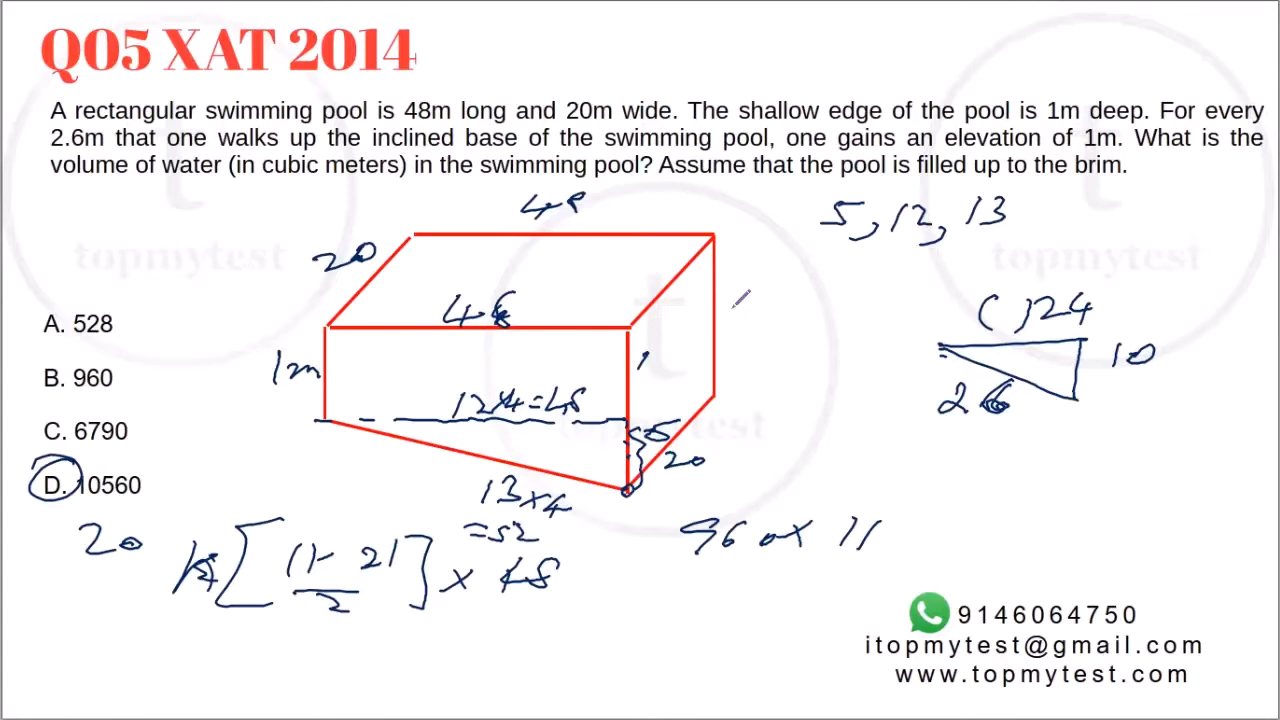 Q05 XAT 2014
A rectangular swimming pool is 48m long and 20m wide. The shallow edge of the pool is 1m deep. For every
2.6m that one walks up the inclined base of the swimming pool, one gains an elevation of 1m. What is the
volume of water (in cubic meters) in the swimming pool? Assume that the pool is filled up to the brim.
48
5, 12, 13
20
topmytest
topmytest
48
( )24
A. 528
1m
1
10
B. 960
12×4=48
26
topmytest
C. 6790
20
D. 10560
13×4
=52
20
[1+21]
2
× 48
960× 11
9146064750
itopmytest@gmail.com
www.topmytest.com